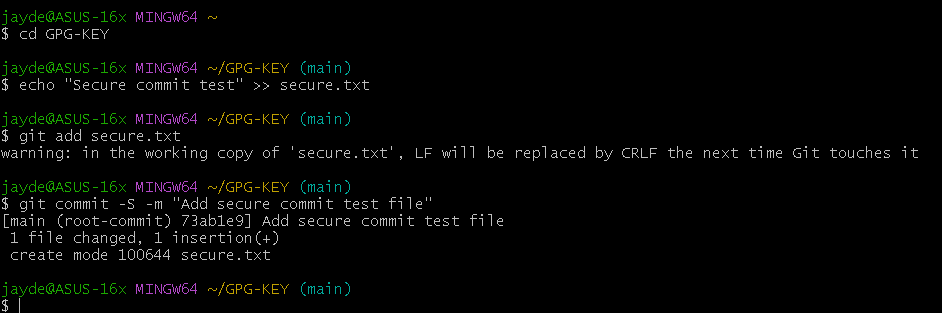 jayde@ASUS-16x MINGW64 ~
$ cd GPG-KEY
jayde@ASUS-16x MINGW64 ~/GPG-KEY (main)
$ echo "Secure commit test" >> secure.txt
jayde@ASUS-16x MINGW64 ~/GPG-KEY (main)
$ git add secure.txt
warning: in the working copy of 'secure.txt', LF will be replaced by CRLF the next time Git touches it
jayde@ASUS-16x MINGW64 ~/GPG-KEY (main)
$ git commit -S -m "Add secure commit test file"
[main (root-commit) 73ab1e9] Add secure commit test file
 1 file changed, 1 insertion(+)
 create mode 100644 secure.txt
jayde@ASUS-16x MINGW64 ~/GPG-KEY (main)
$